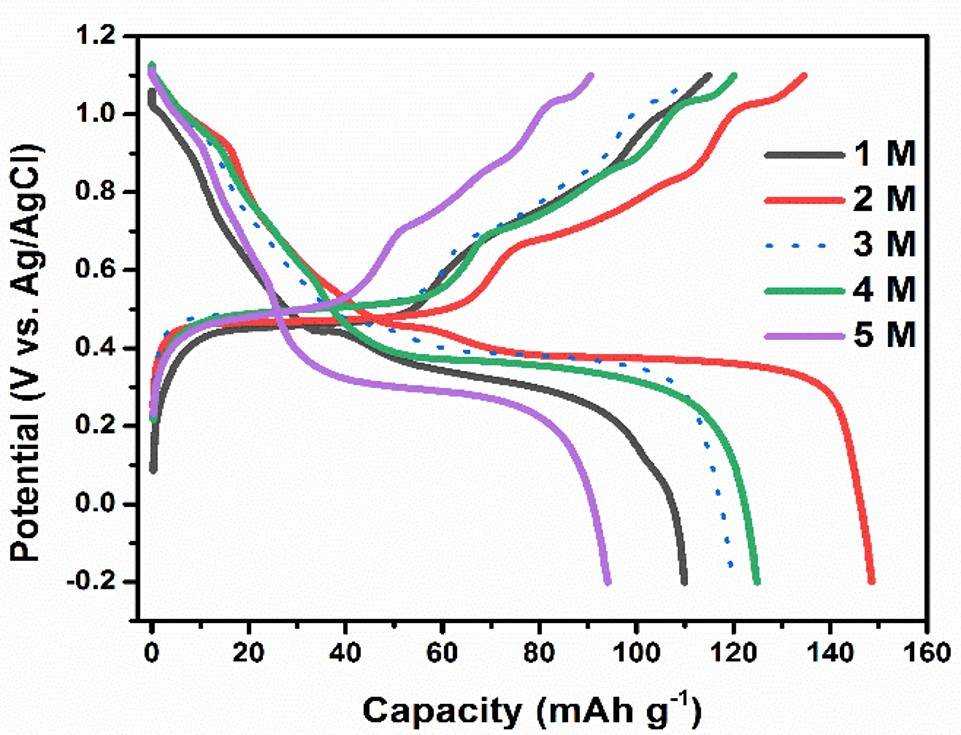 1.2
1.0
0.8
0.6
0.4
0.2
0.0
-0.2
Potential (V vs. Ag/AgCl)
1 M
2 M
3 M
4 M
5 M
0 20 40 60 80 100 120 140 160
Capacity (mAh g⁻¹)